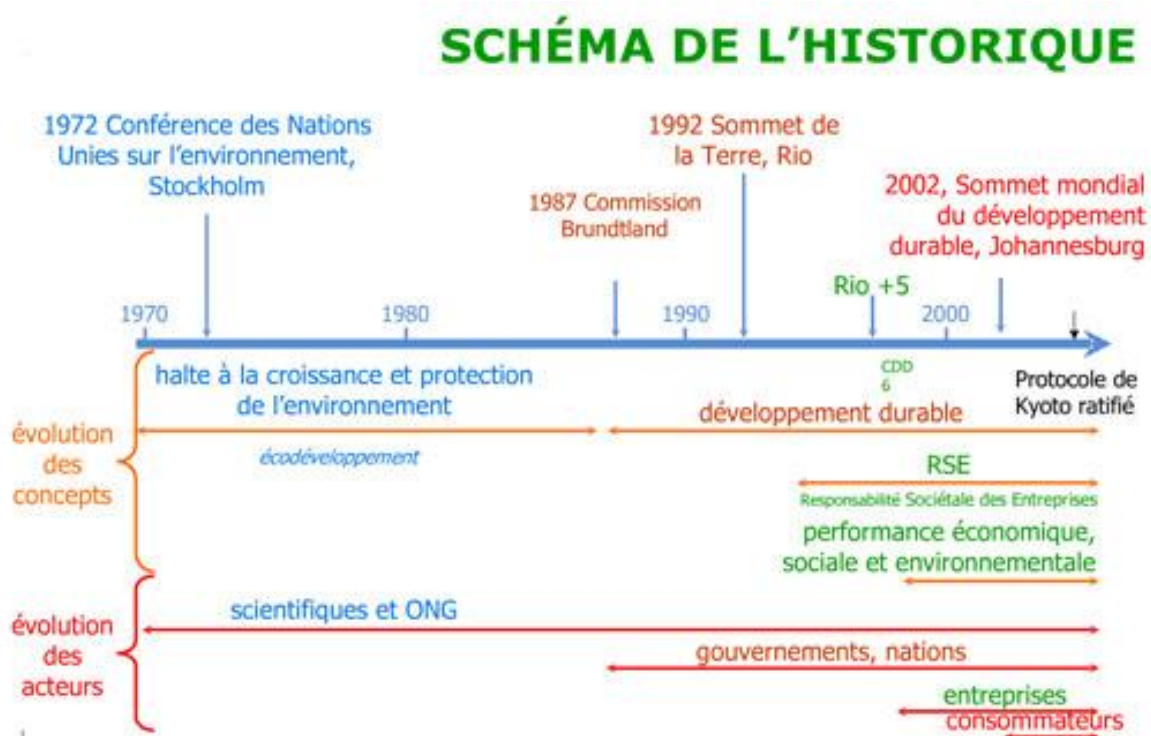 SCHÉMA DE L'HISTORIQUE
1972 Conférence des Nations
Unies sur l'environnement,
Stockholm
1987 Commission
Brundtland
1992 Sommet de
la Terre, Rio
Rio +5
2002, Sommet mondial
du développement
durable, Johannesburg
1970
1980
1990
2000
halte à la croissance et protection
de l'environnement
écodéveloppement
CDD
6
Protocole de
Kyoto ratifié
développement durable
évolution
des
concepts
RSE
Responsabilité Sociétale des Entreprises
performance économique,
sociale et environnementale
évolution
des
acteurs
scientifiques et ONG
gouvernements, nations
entreprises
consommateurs